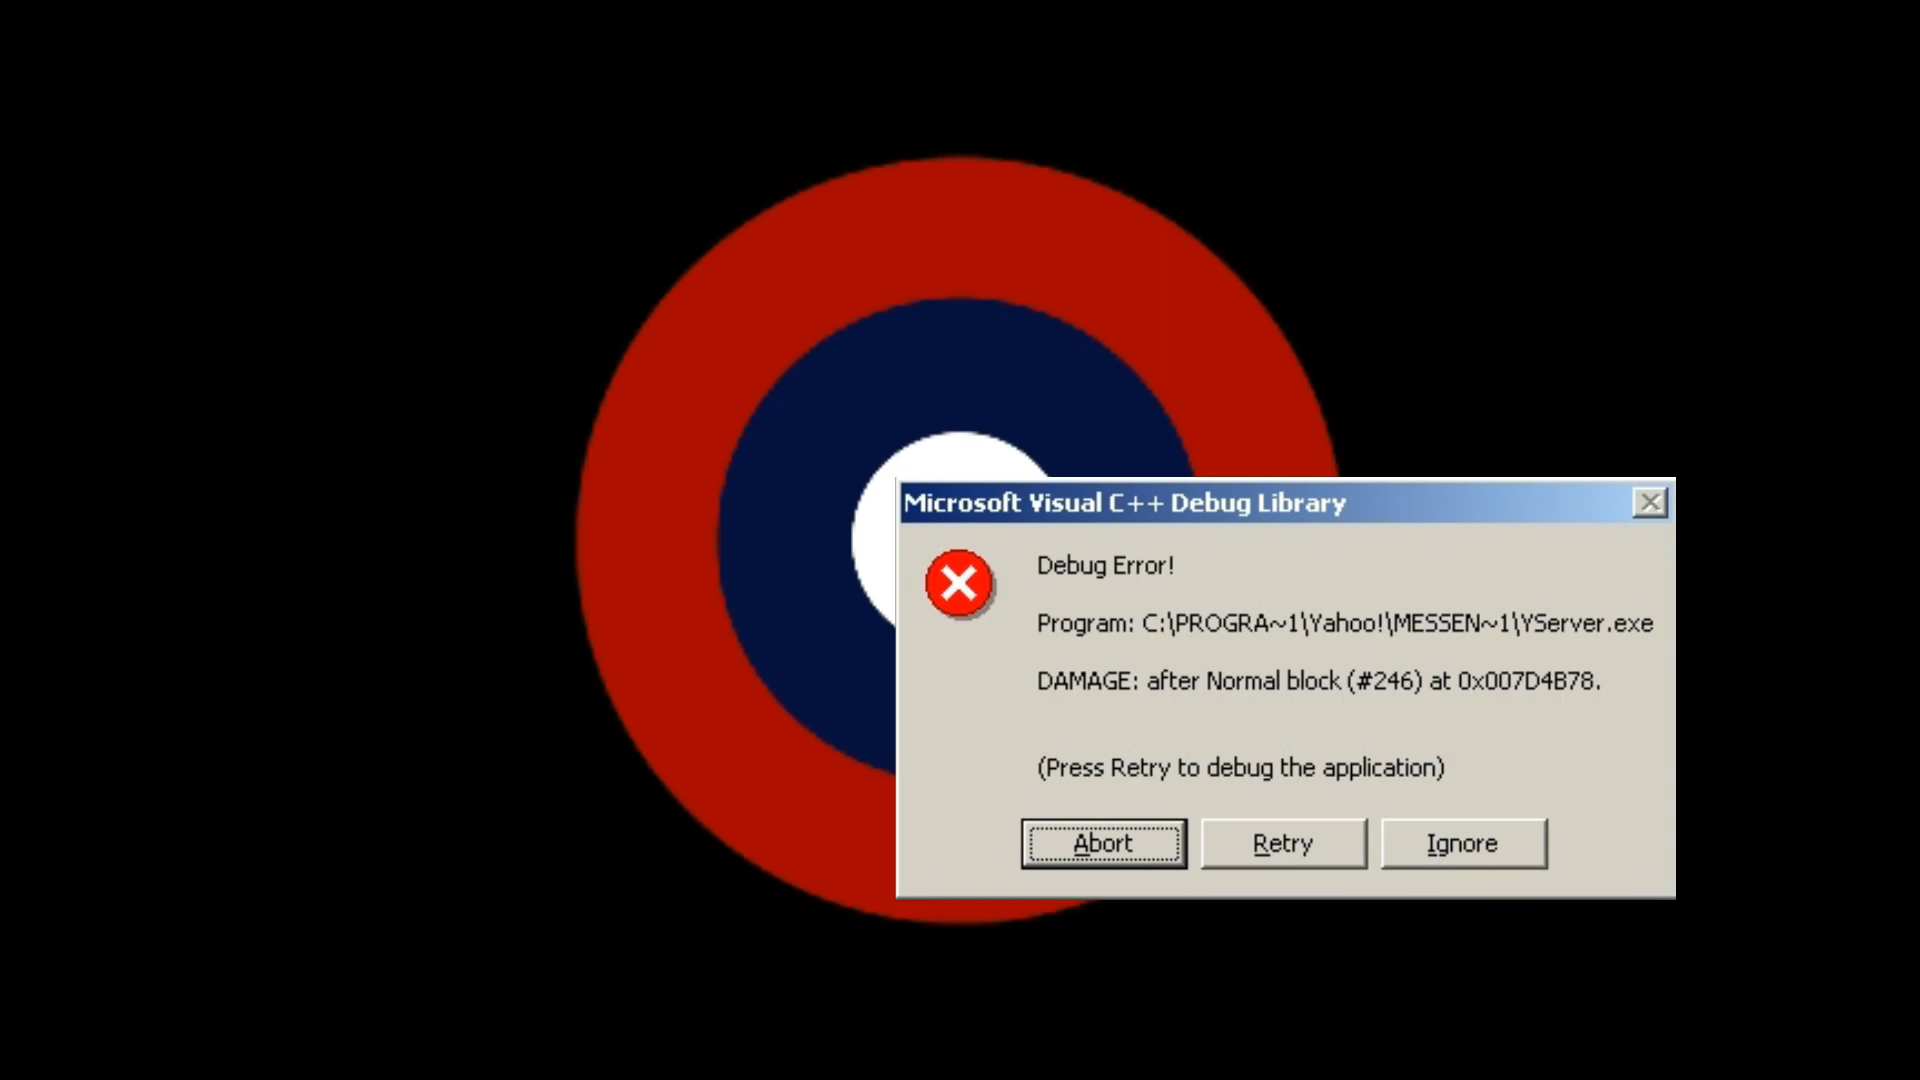 Microsoft Visual C++ Debug Library
Debug Error!
Program: C:\PROGRA~1\Yahoo!\MESSEN~1\YServer.exe
DAMAGE: after Normal block (#246) at 0x007D4B78.
(Press Retry to debug the application)
Abort Retry Ignore